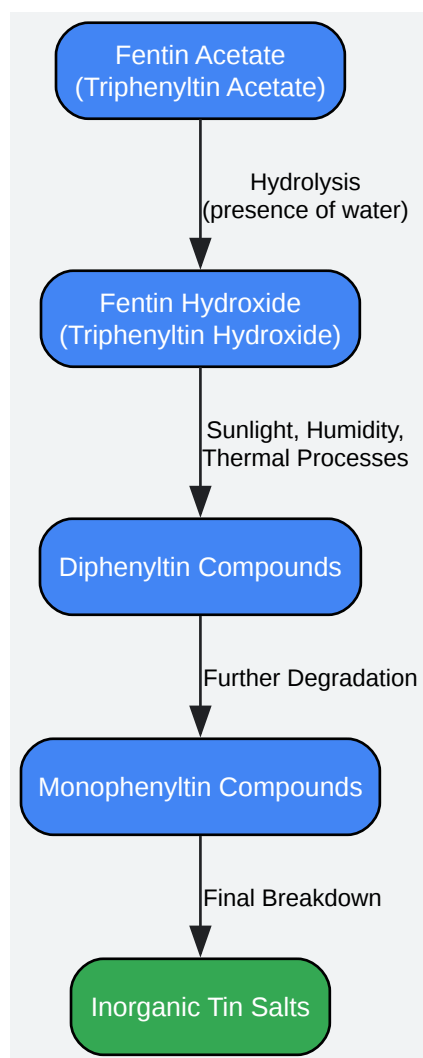 Fentin Acetate
(Triphenyltin Acetate)
Hydrolysis
(presence of water)
Fentin Hydroxide
(Triphenyltin Hydroxide)
Sunlight, Humidity,
Thermal Processes
Diphenyltin Compounds
Further Degradation
Monophenyltin Compounds
Final Breakdown
Inorganic Tin Salts